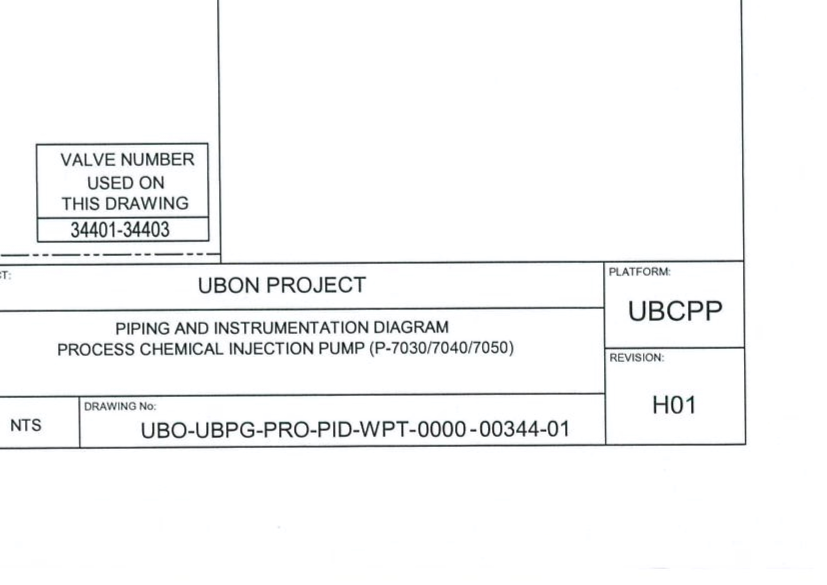 VALVE NUMBER
USED ON
THIS DRAWING
34401-34403
CT:
UBON PROJECT
PLATFORM:
UBCPP
PIPING AND INSTRUMENTATION DIAGRAM
PROCESS CHEMICAL INJECTION PUMP (P-7030/7040/7050)
REVISION:
H01
NTS
DRAWING No:
UBO-UBPG-PRO-PID-WPT-0000-00344-01